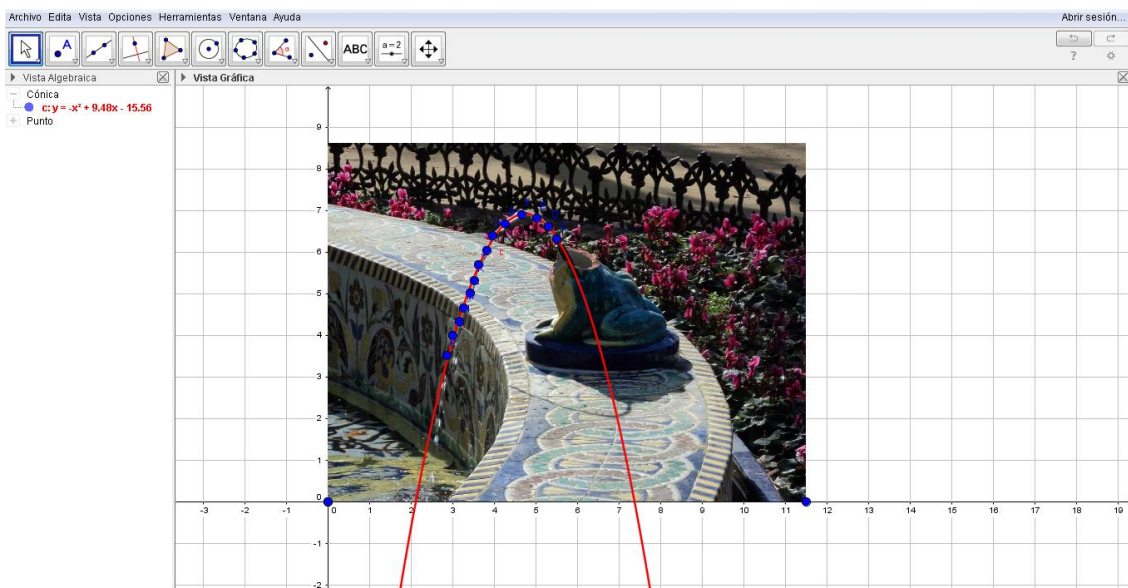 Archivo Edita Vista Opciones Herramientas Ventana Ayuda Abrir sesión...
A ABC a=2
?
Vista Algebraica Vista Gráfica
Cónica
c: y = -x² + 9.48x - 15.56
Punto
9
8
7
6
c
5
4
3
2
1
0
-3 -2 -1 0 1 2 3 4 5 6 7 8 9 10 11 12 13 14 15 16 17 18 19
-1
-2